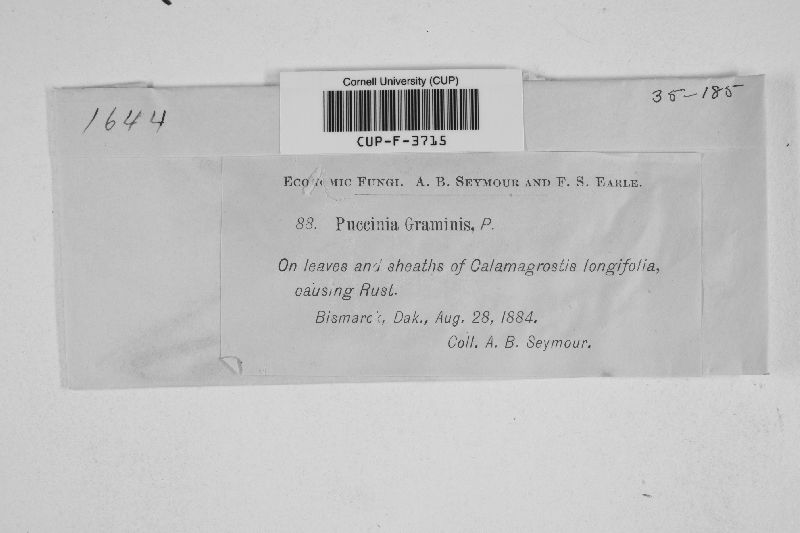 Cornell University (CUP)
CUP-F-3715
1644
35-185
ECONOMIC FUNGI. A. B. SEYMOUR AND F. S. EARLE.
88. Puccinia Graminis, P.
On leaves and sheaths of Calamagrostis longifolia,
causing Rust.
Bismarck, Dak., Aug. 28, 1884.
Coll. A. B. Seymour.